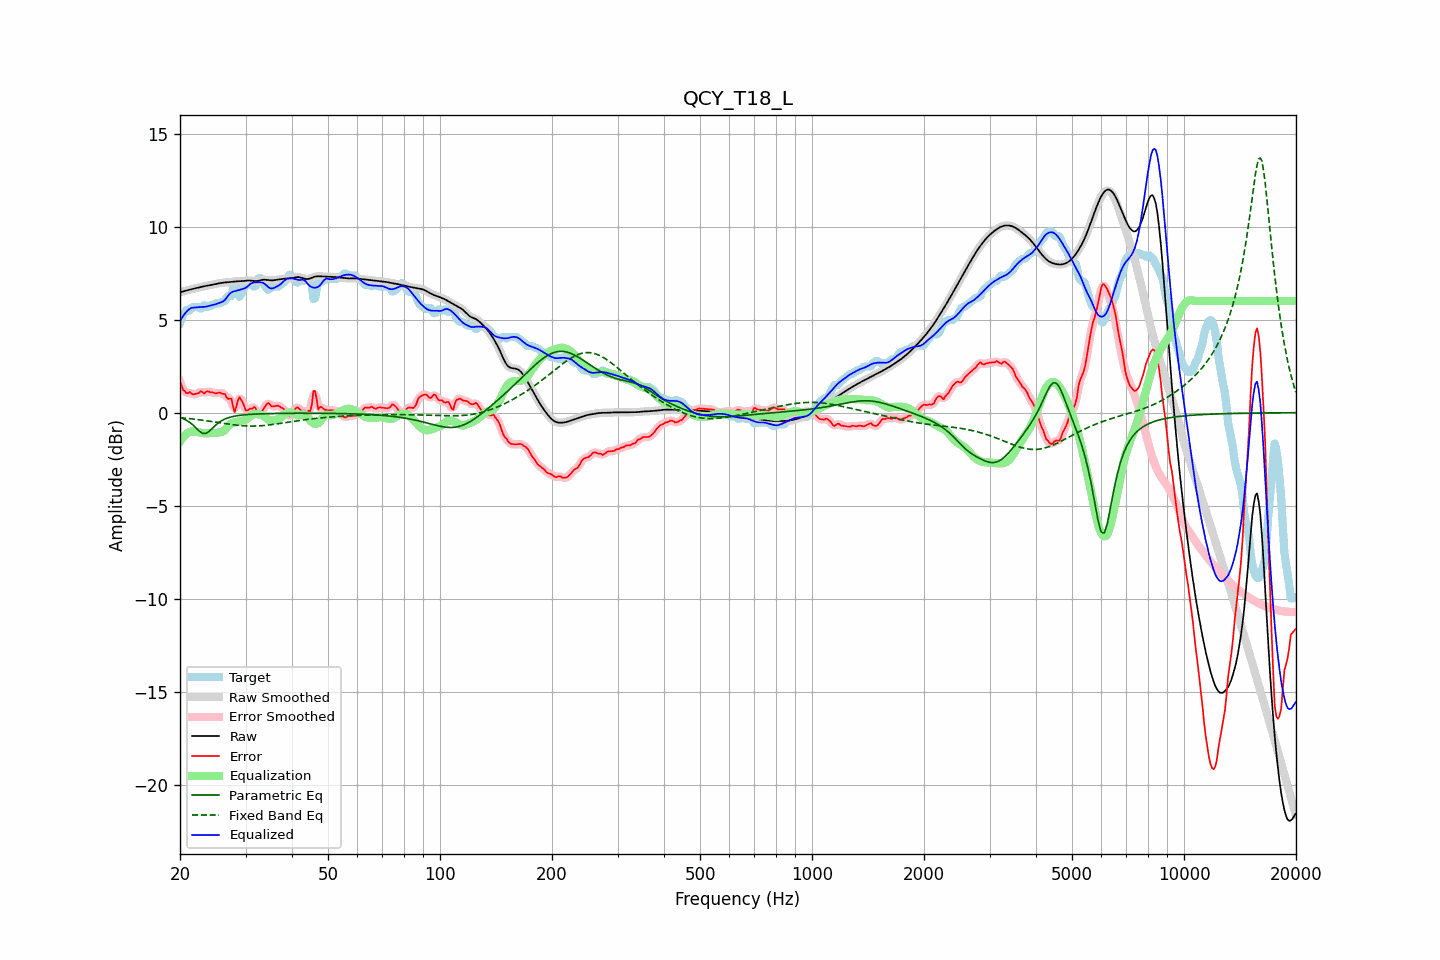 QCY_T18_L
15
10
5
0
−5
−10
−15
−20
Amplitude (dBr)
Target
Raw Smoothed
Error Smoothed
Raw
Error
Equalization
Parametric Eq
Fixed Band Eq
Equalized
20 50 100 200 500 1000 2000 5000 10000 20000
Frequency (Hz)